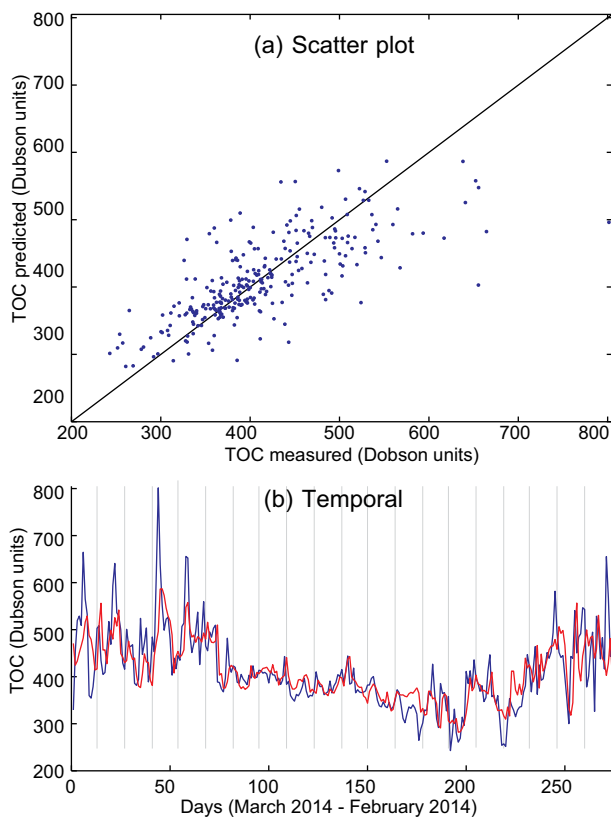 800
(a) Scatter plot
700
600
500
400
300
200
TOC predicted (Dubson units)
200 300 400 500 600 700 800
TOC measured (Dobson units)
800
(b) Temporal
700
600
500
400
300
200
TOC (Dubson units)
0 50 100 150 200 250
Days (March 2014 - February 2014)